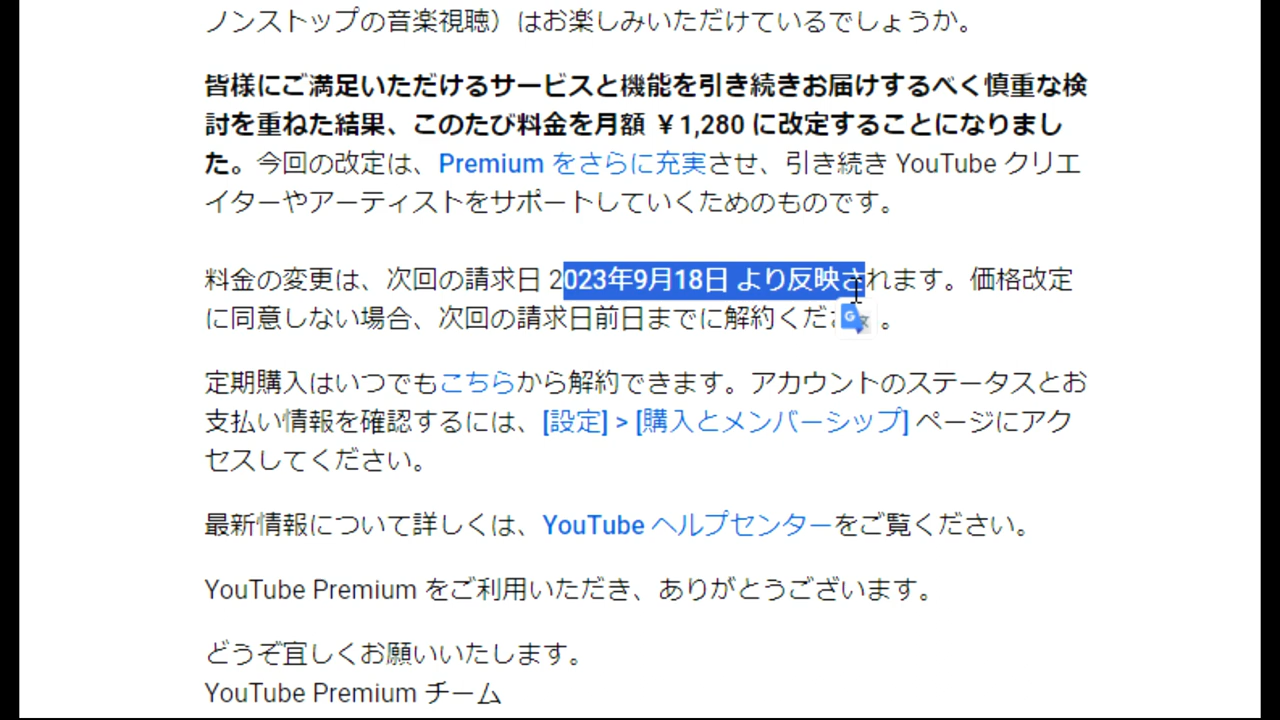 ノンストップの音楽視聴）はお楽しみいただけているでしょうか。
皆様にご満足いただけるサービスと機能を引き続きお届けするべく慎重な検
討を重ねた結果、このたび料金を月額 ￥1,280 に改定することになりまし
た。今回の改定は、Premium をさらに充実させ、引き続き YouTube クリエ
イターやアーティストをサポートしていくためのものです。
料金の変更は、次回の請求日 2023年9月18日 より反映されます。価格改定
に同意しない場合、次回の請求日前日までに解約くださ 。
定期購入はいつでもこちらから解約できます。アカウントのステータスとお
支払い情報を確認するには、[設定] > [購入とメンバーシップ] ページにアク
セスしてください。
最新情報について詳しくは、YouTube ヘルプセンターをご覧ください。
YouTube Premium をご利用いただき、ありがとうございます。
どうぞ宜しくお願いいたします。
YouTube Premium チーム